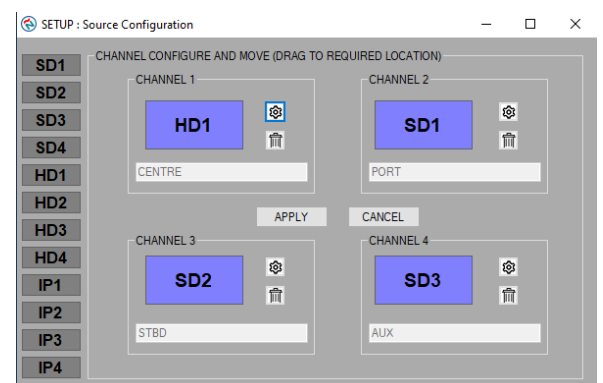 SETUP : Source Configuration
SD1
SD2
SD3
SD4
HD1
HD2
HD3
HD4
IP1
IP2
IP3
IP4
CHANNEL CONFIGURE AND MOVE (DRAG TO REQUIRED LOCATION)
CHANNEL 1
HD1
CENTRE
CHANNEL 2
SD1
PORT
APPLY
CANCEL
CHANNEL 3
SD2
STBD
CHANNEL 4
SD3
AUX